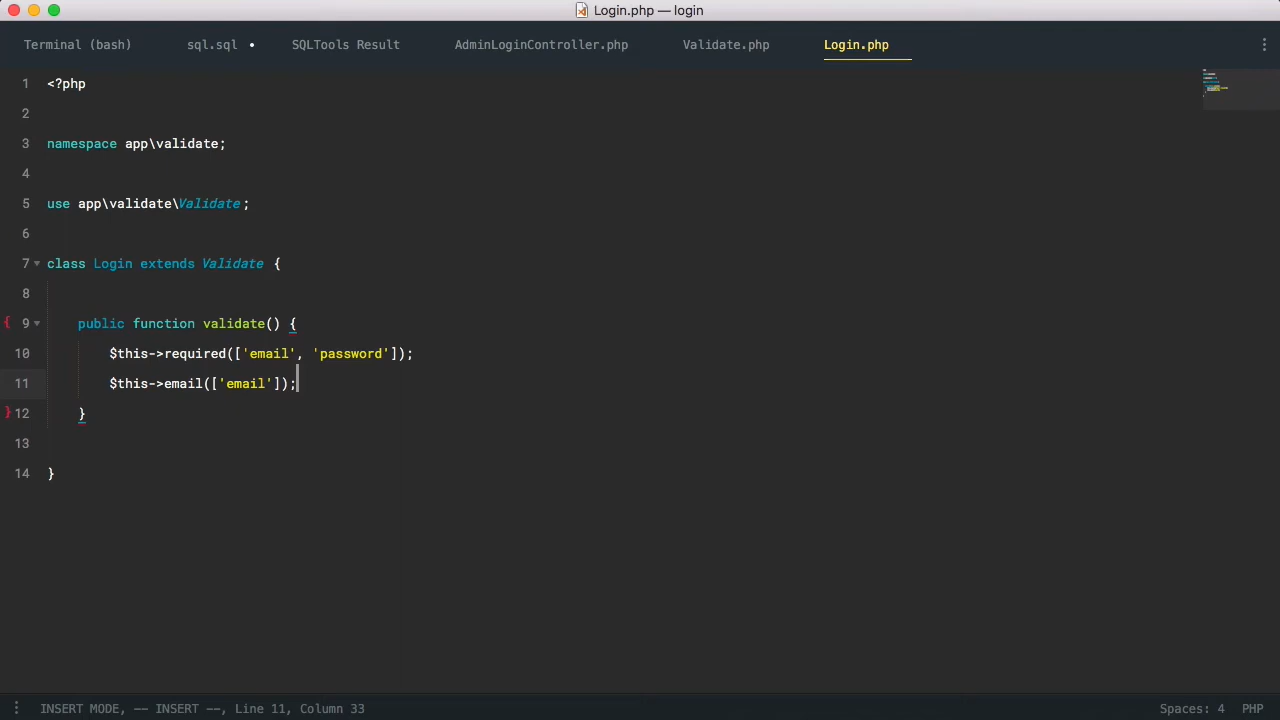 Login.php — login
Terminal (bash) sql.sql • SQLTools Result AdminLoginController.php Validate.php Login.php
1 <?php
2
3 namespace app\validate;
4
5 use app\validate\Validate;
6
7 class Login extends Validate {
8
9 public function validate() {
10 $this->required(['email', 'password']);
11 $this->email(['email']);
12 }
13
14 }
INSERT MODE, -- INSERT --, Line 11, Column 33 Spaces: 4 PHP